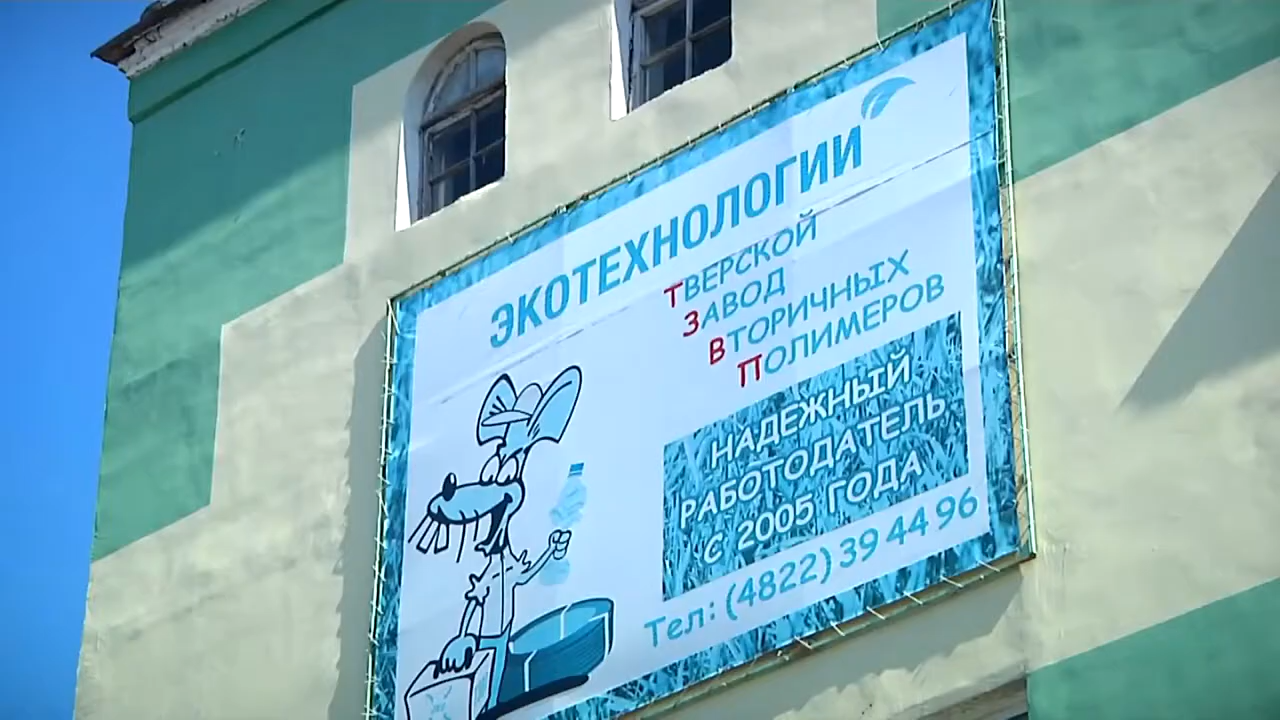 ЭКОТЕХНОЛОГИИ
ТВЕРСКОЙ
ЗАВОД
ВТОРИЧНЫХ
ПОЛИМЕРОВ
НАДЕЖНЫЙ
РАБОТОДАТЕЛЬ
С 2005 ГОДА
Тел: (4822) 39 44 96